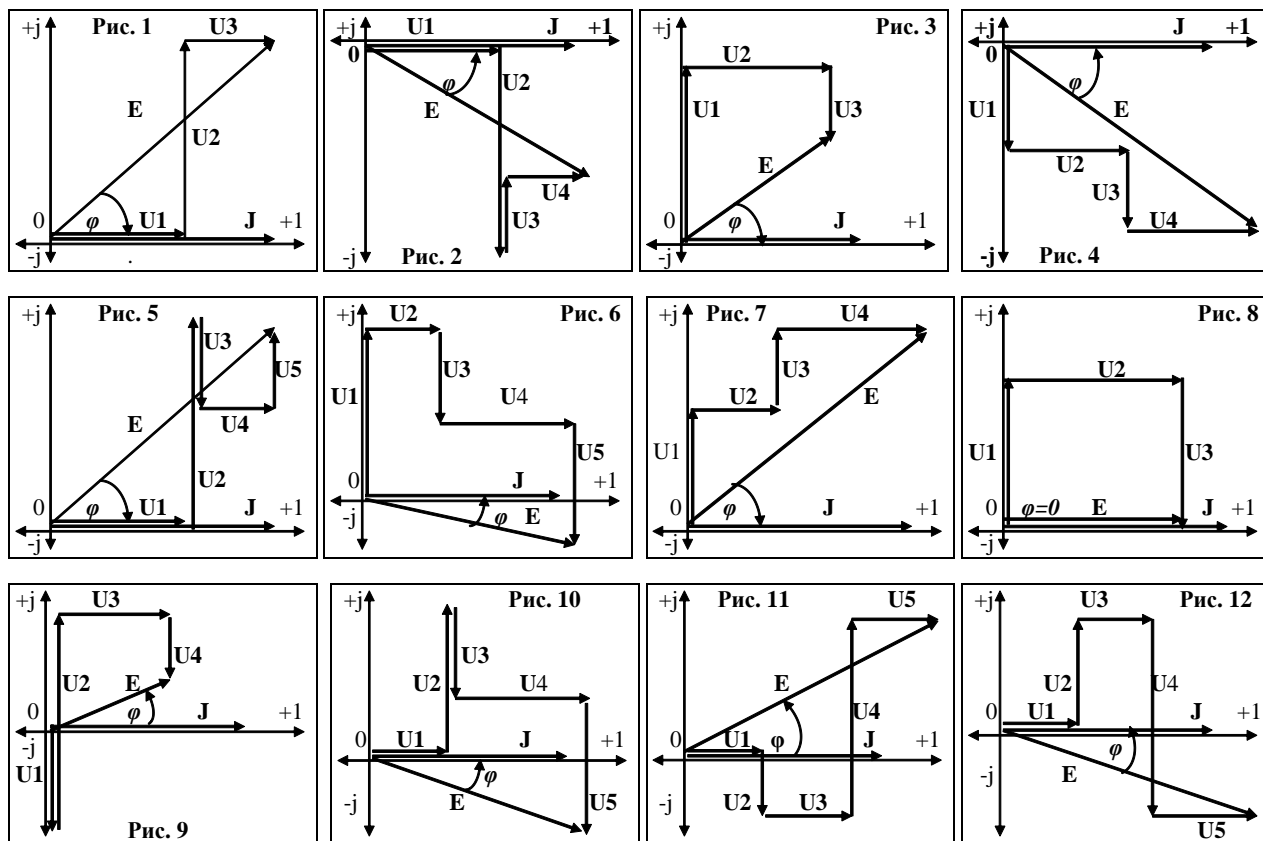 +j Рис. 1 U3
E
U2
0 φ U1 J +1
-j .
+j U1 J +1
0
φ U2
E
U4
U3
-j Рис. 2
+j U2 Рис. 3
U1 U3
E
0 φ J +1
-j
+j J +1
0
φ
U1 E
U2
U3
U4
-j Рис. 4
+j Рис. 5
U3
U5
E U4
U2
0 φ U1 J +1
-j
+j U2 Рис. 6
U3
U1 U4
U5
0 J +1
-j φ E
+j Рис. 7 U4
U3
U2
E
U1
0 φ J +1
-j
+j Рис. 8
U2
U1 U3
0 φ=0 E J +1
-j
+j U3
U4
U2 E
0 φ J +1
-j
U1
Рис. 9
+j Рис. 10
U3
U2 U4
0 U1 J +1
φ
-j E U5
+j Рис. 11 U5
E
U4
0 U1 φ J +1
-j U2 U3
+j U3 Рис. 12
U2 U4
0 U1 J +1
φ
-j E
U5